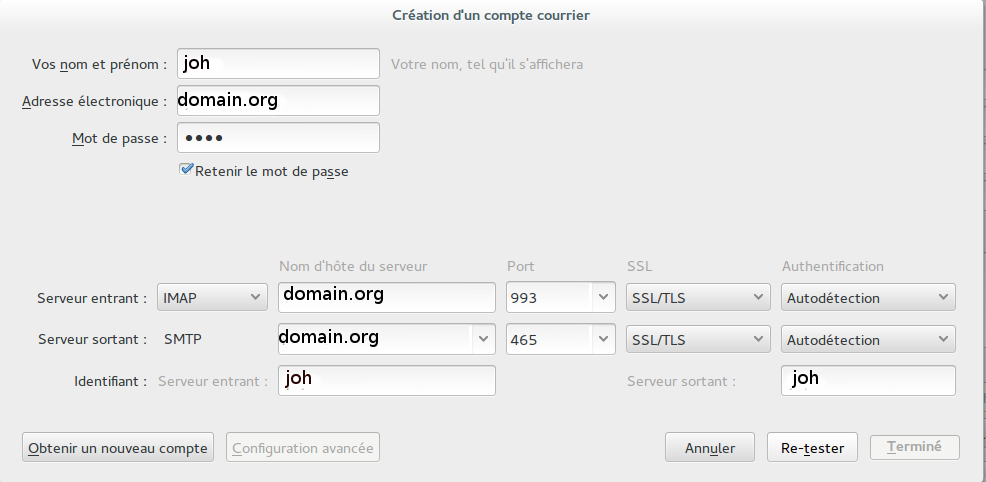 Création d'un compte courrier
Vos nom et prénom : joh Votre nom, tel qu'il s'affichera
Adresse électronique : domain.org
Mot de passe : ••••
Retenir le mot de passe
Nom d'hôte du serveur Port SSL Authentification
Serveur entrant : IMAP domain.org 993 SSL/TLS Autodétection
Serveur sortant : SMTP domain.org 465 SSL/TLS Autodétection
Identifiant : Serveur entrant : joh Serveur sortant : joh
Obtenir un nouveau compte Configuration avancée Annuler Re-tester Terminé